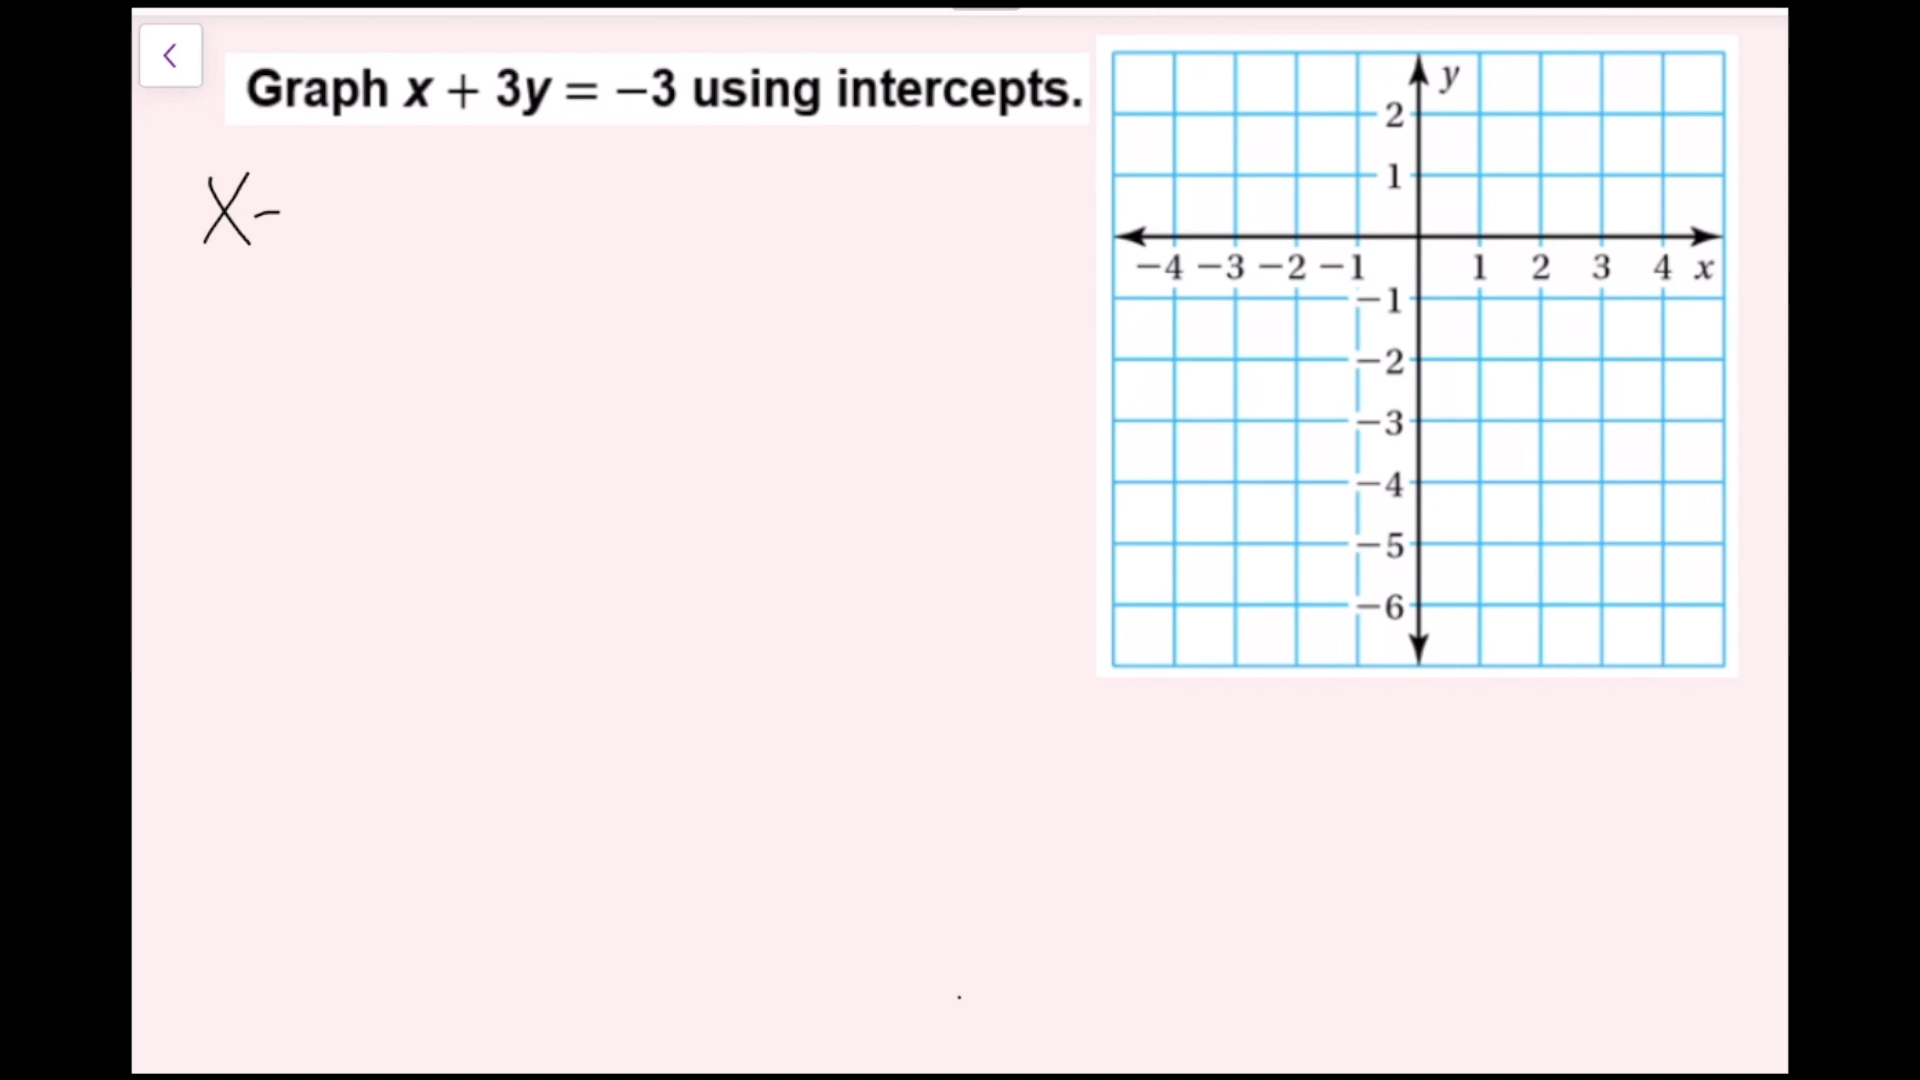 Graph x + 3y = −3 using intercepts.
X-
y
2
1
−4 −3 −2 −1 1 2 3 4 x
−1
−2
−3
−4
−5
−6